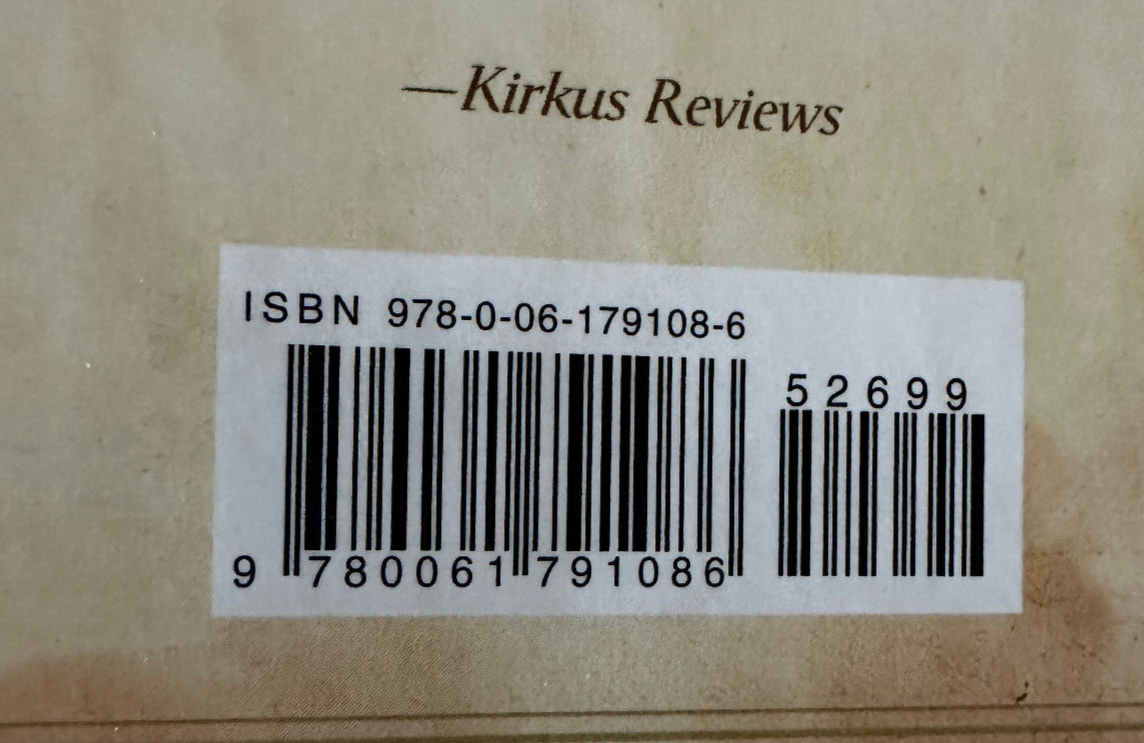 —Kirkus Reviews
ISBN 978-0-06-179108-6
52699
9 780061 791086